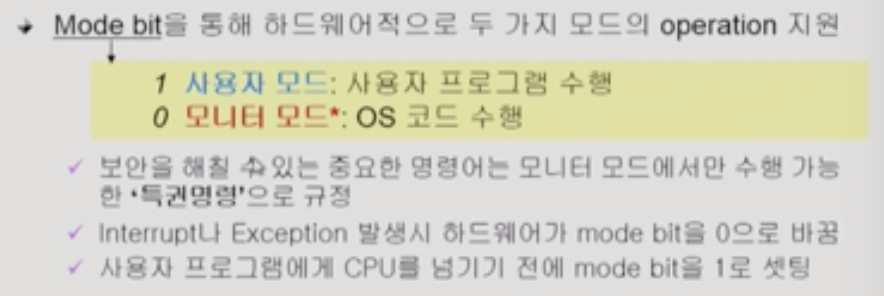 Mode bit을 통해 하드웨어적으로 두 가지 모드의 operation 지원
1 사용자 모드: 사용자 프로그램 수행
0 모니터 모드*: OS 코드 수행
보안을 해칠 수 있는 중요한 명령어는 모니터 모드에서만 수행 가능
한 ‘특권명령’으로 규정
Interrupt나 Exception 발생시 하드웨어가 mode bit을 0으로 바꿈
사용자 프로그램에게 CPU를 넘기기 전에 mode bit을 1로 셋팅